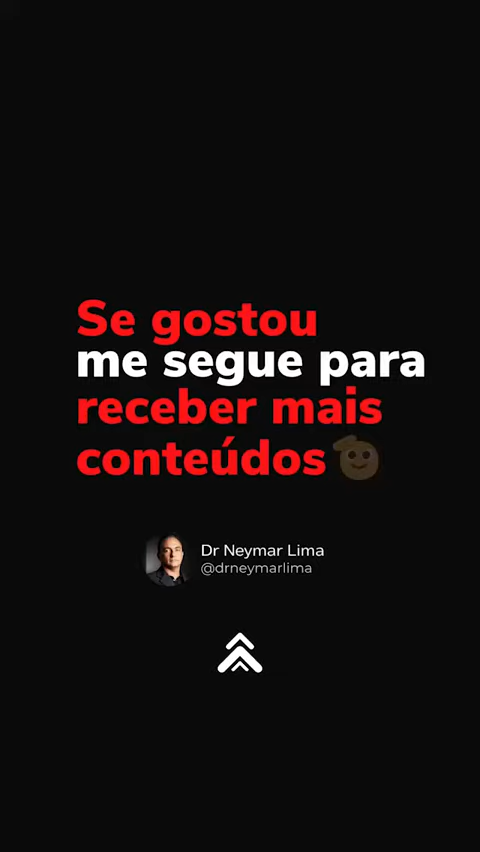 Se gostou
me segue para
receber mais
conteúdos
Dr Neymar Lima
@drneymarlima